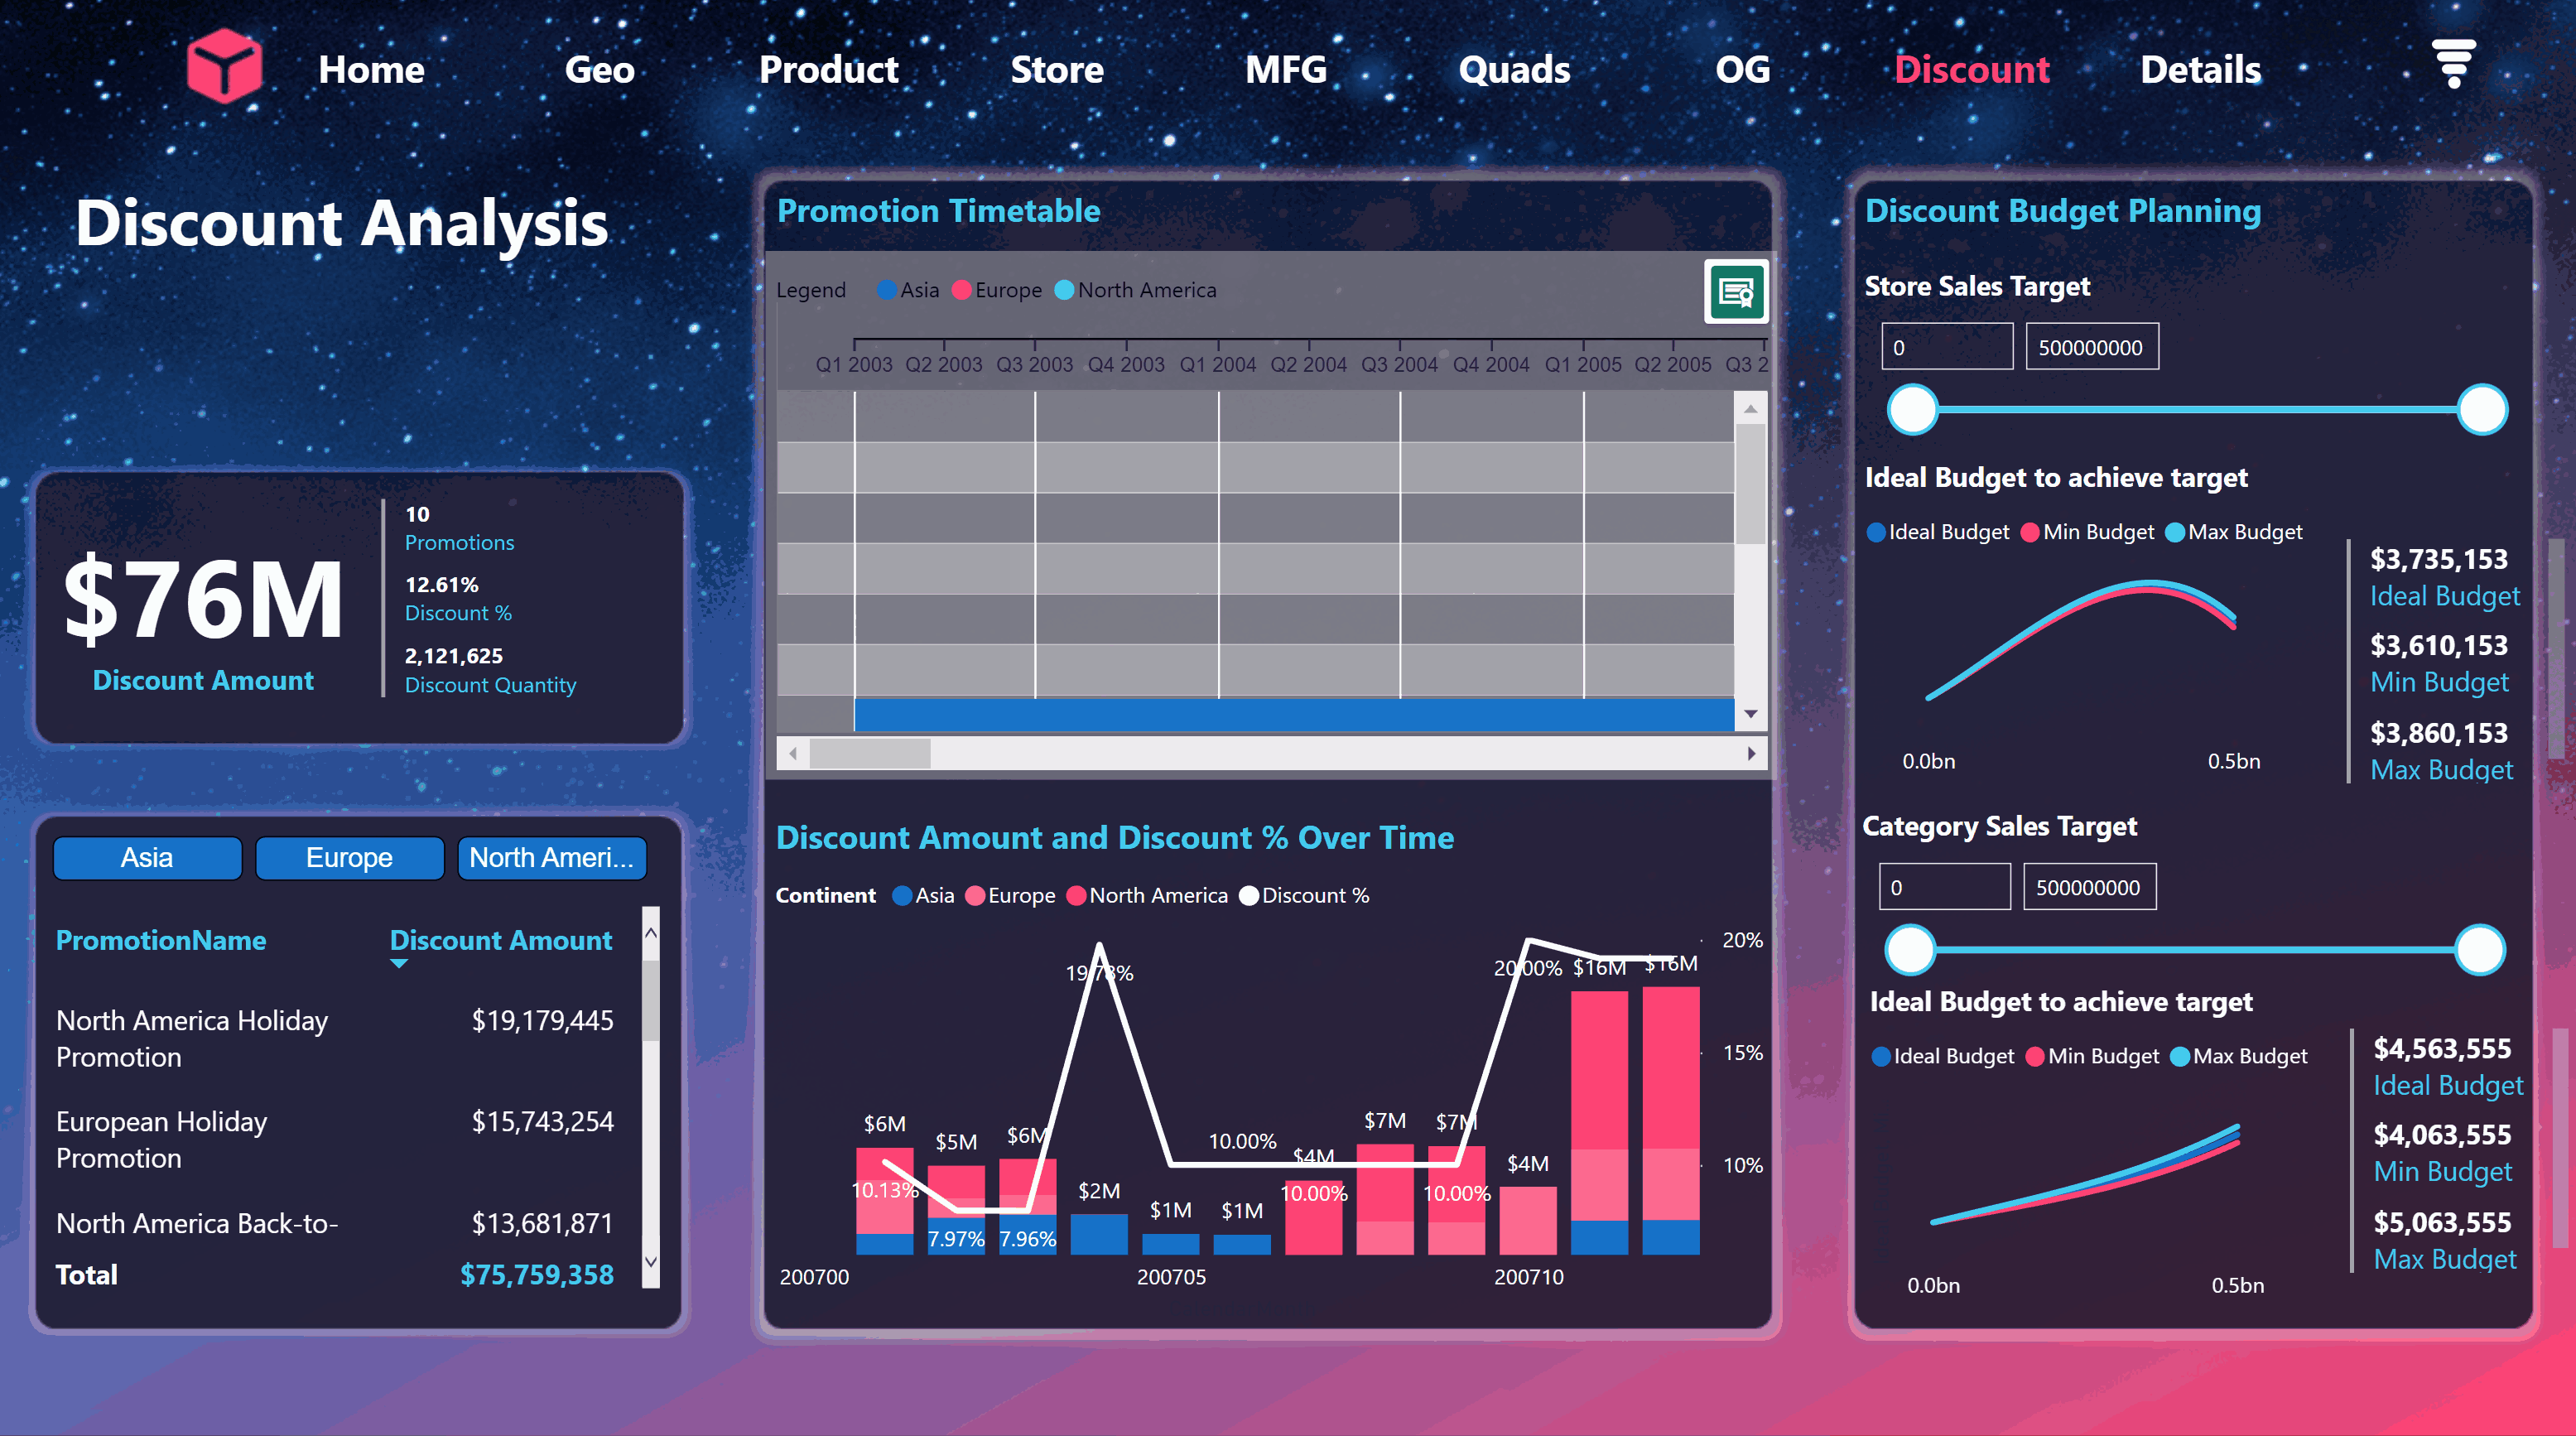 Home Geo Product Store MFG Quads OG Discount Details
Discount Analysis
$76M
Discount Amount
10
Promotions
12.61%
Discount %
2,121,625
Discount Quantity
Asia Europe North Ameri...
PromotionName Discount Amount
North America Holiday $19,179,445
Promotion
European Holiday $15,743,254
Promotion
North America Back-to- $13,681,871
Total $75,759,358
Promotion Timetable
Legend Asia Europe North America
Q1 2003 Q2 2003 Q3 2003 Q4 2003 Q1 2004 Q2 2004 Q3 2004 Q4 2004 Q1 2005 Q2 2005 Q3 2
Discount Amount and Discount % Over Time
Continent Asia Europe North America Discount %
20%
19.78% 20.00% $16M $16M
15%
$6M $5M $6M $7M $7M
10.00% $4M $4M 10%
10.13% $2M $1M $1M 10.00% 10.00%
7.97% 7.96%
200700 200705 200710
Discount Budget Planning
Store Sales Target
0 500000000
Ideal Budget to achieve target
Ideal Budget Min Budget Max Budget
$3,735,153
Ideal Budget
$3,610,153
Min Budget
$3,860,153
Max Budget
0.0bn 0.5bn
Category Sales Target
0 500000000
Ideal Budget to achieve target
Ideal Budget Min Budget Max Budget
$4,563,555
Ideal Budget
$4,063,555
Min Budget
$5,063,555
Max Budget
0.0bn 0.5bn